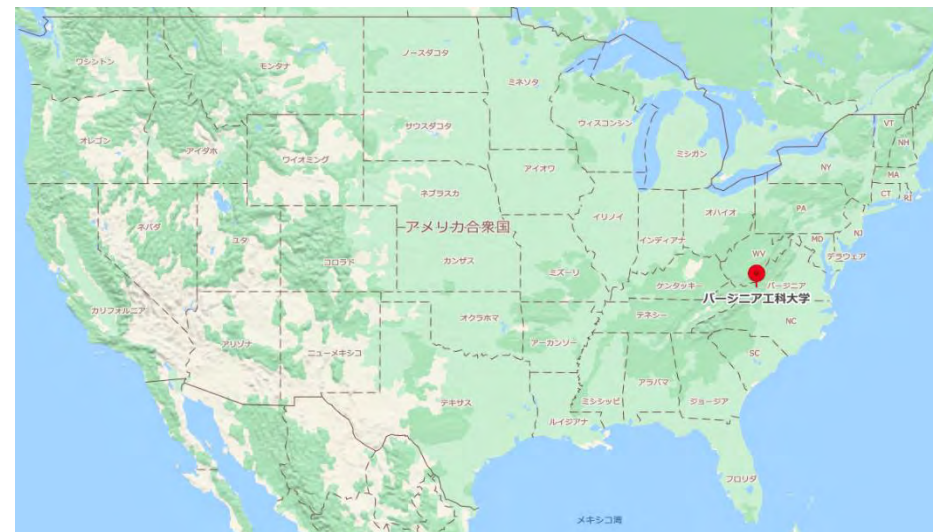 ワシントン
モンタナ
ノースダコタ
ミネソタ
オレゴン
アイダホ
ワイオミング
サウスダコタ
ウィスコンシン
ミシガン
VT
NH
NY
MA
CT
RI
ネブラスカ
アイオワ
イリノイ
インディアナ
オハイオ
PA
NJ
MD
デラウェア
WV
ネバダ
ユタ
コロラド
アメリカ合衆国
カンザス
ミズーリ
ケンタッキー
バージニア
バージニア工科大学
カリフォルニア
アリゾナ
ニューメキシコ
オクラホマ
アーカンソー
テネシー
NC
SC
テキサス
ルイジアナ
ミシシッピ
アラバマ
ジョージア
フロリダ
メキシコ湾